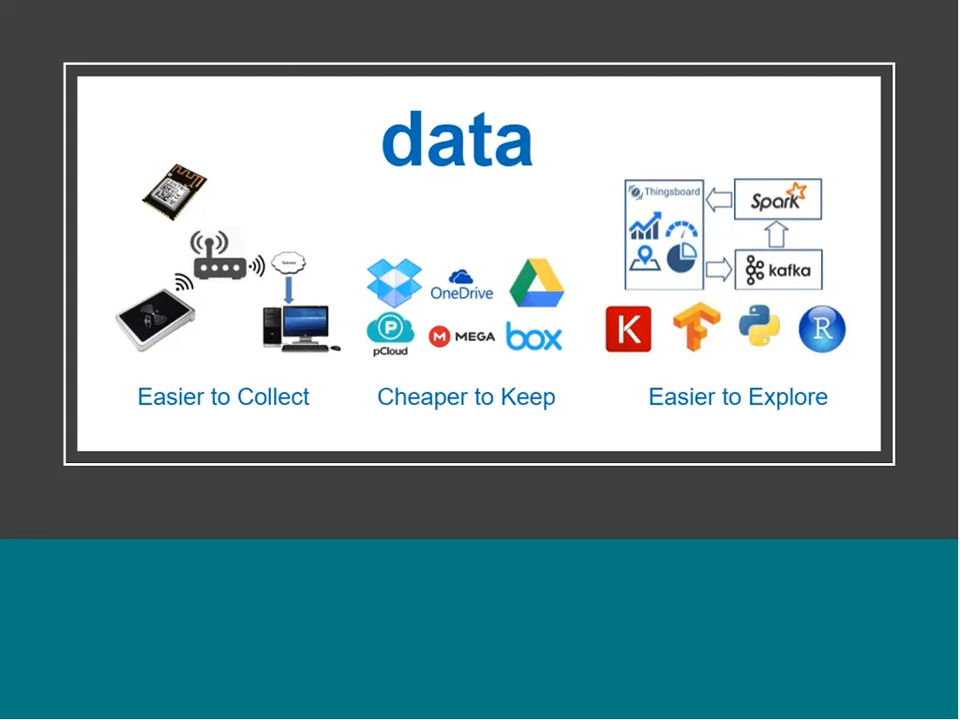 data
Easier to Collect
OneDrive
pCloud
MEGA
box
Cheaper to Keep
Thingsboard
Spark
kafka
K
R
Easier to Explore